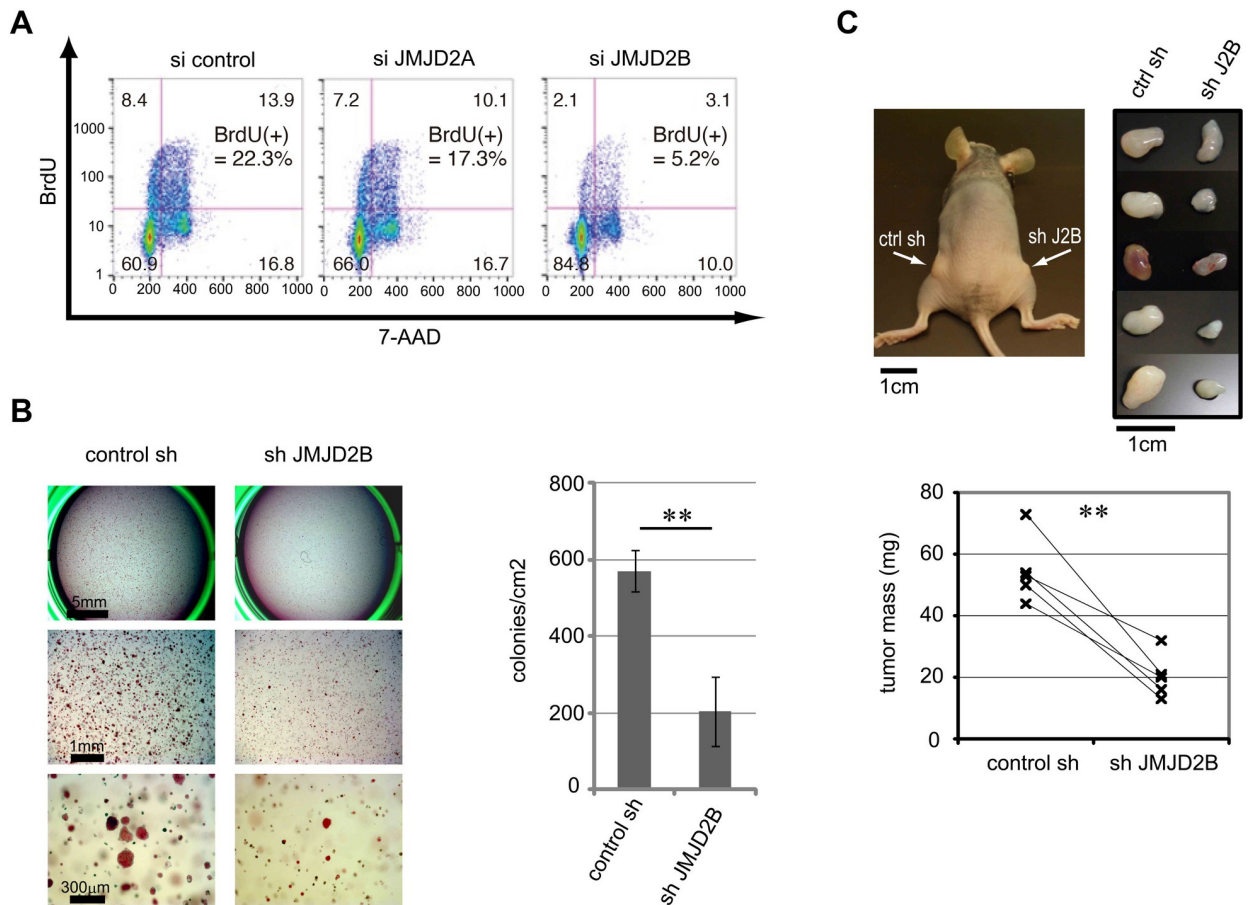 A
si control
si JMJD2A
si JMJD2B
8.4
13.9
7.2
10.1
2.1
3.1
BrdU(+)
= 22.3%
BrdU(+)
= 17.3%
BrdU(+)
= 5.2%
1000
100
10
1
BrdU
60.9
16.8
66.0
16.7
84.8
10.0
0 200 400 600 800 1000
0 200 400 600 800 1000
0 200 400 600 800 1000
7-AAD
B
control sh
sh JMJD2B
5mm
1mm
300μm
800
600
400
200
0
colonies/cm2
**
control sh
sh JMJD2B
C
ctrl sh
sh J2B
ctrl sh
sh J2B
1cm
1cm
80
60
40
20
0
tumor mass (mg)
**
control sh
sh JMJD2B